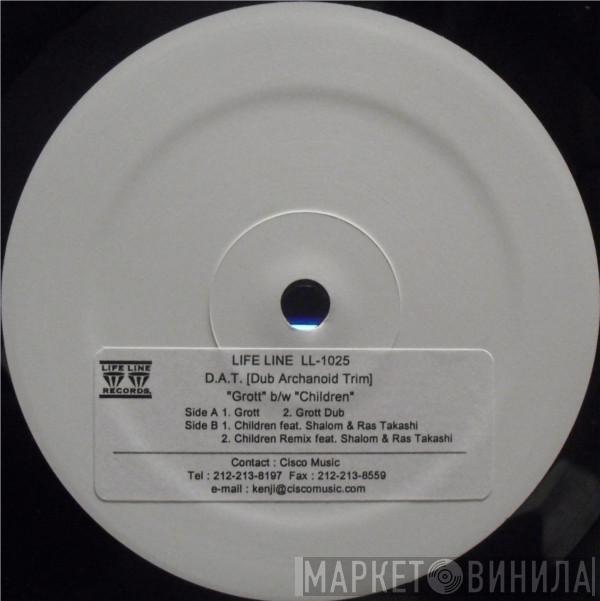 LIFE LINE
RECORDS.
LIFE LINE LL-1025
D.A.T. [Dub Archanoid Trim]
"Grott" b/w "Children"
Side A 1. Grott 2. Grott Dub
Side B 1. Children feat. Shalom & Ras Takashi
2. Children Remix feat. Shalom & Ras Takashi
Contact : Cisco Music
Tel : 212-213-8197 Fax : 212-213-8559
e-mail : kenji@ciscomusic.com
МАРКЕТ ВИНИЛА